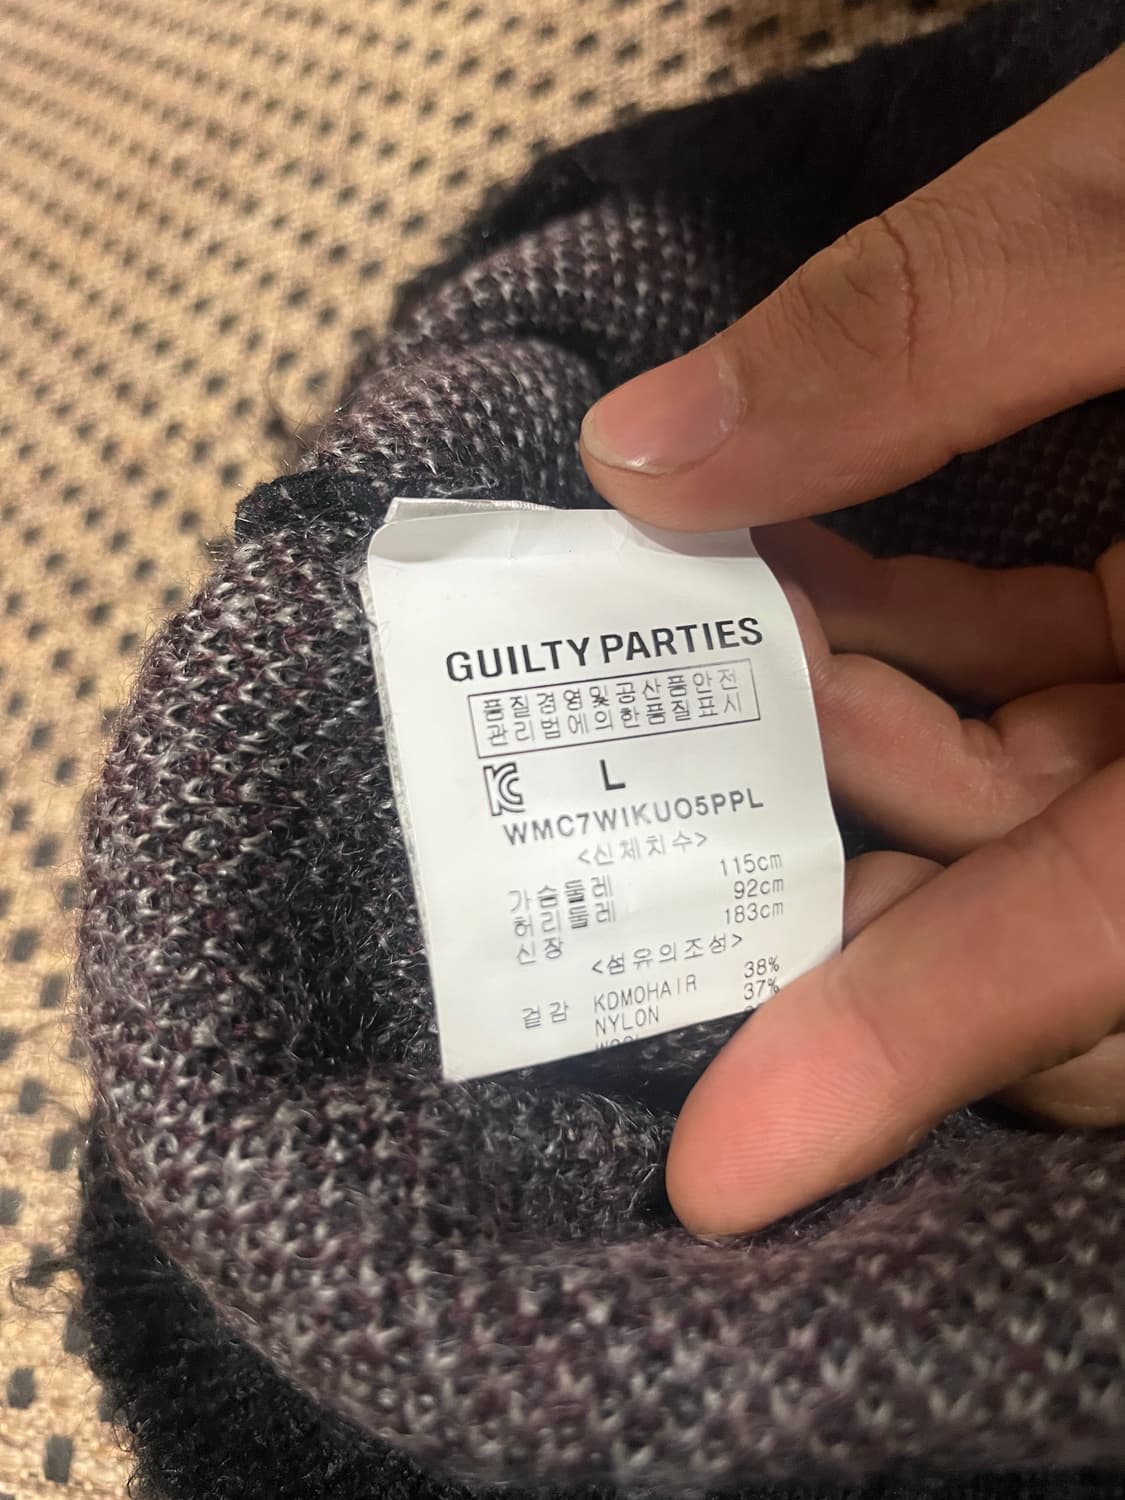 GUILTY PARTIES
품질경영및공산품안전
관리법에의한품질표시
KC L
WMC7WIKUO5PPL
<신체치수>
가슴둘레 115cm
허리둘레 92cm
신장 183cm
<섬유의조성>
겉감 KDMOHAIR 38%
NYLON 37%